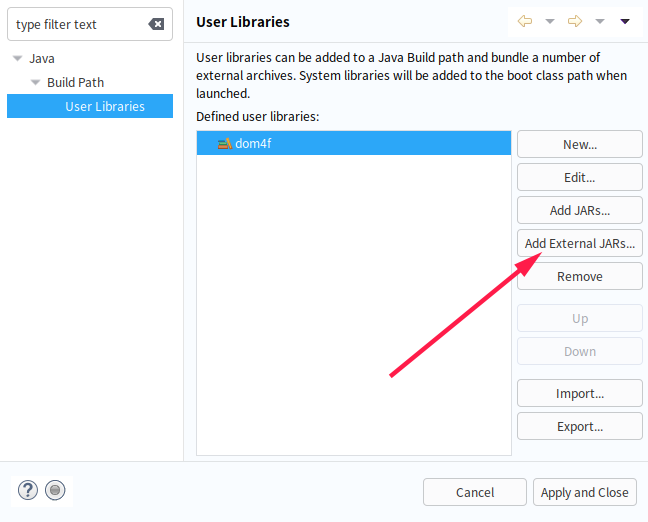 type filter text
Java
Build Path
User Libraries
User Libraries
User libraries can be added to a Java Build path and bundle a number of
external archives. System libraries will be added to the boot class path when
launched.
Defined user libraries:
dom4f
New...
Edit...
Add JARs...
Add External JARs...
Remove
Up
Down
Import...
Export...
?
Cancel
Apply and Close